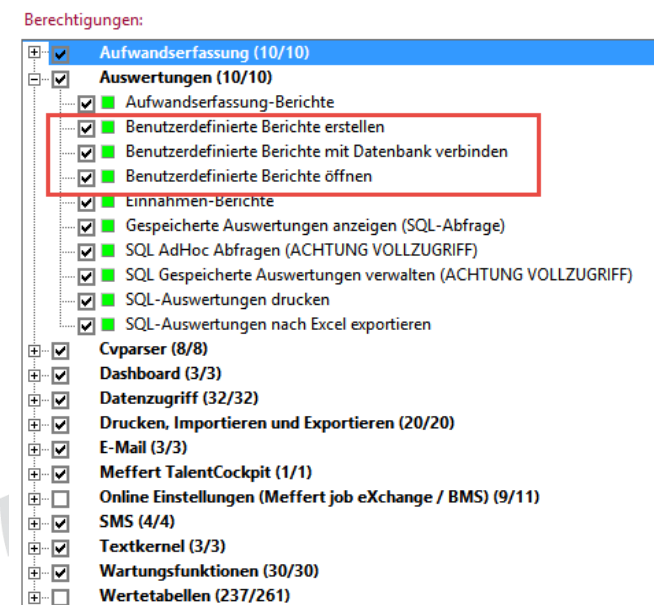 Berechtigungen:
Aufwandserfassung (10/10)
Auswertungen (10/10)
Aufwandserfassung-Berichte
Benutzerdefinierte Berichte erstellen
Benutzerdefinierte Berichte mit Datenbank verbinden
Benutzerdefinierte Berichte öffnen
Einnahmen-Berichte
Gespeicherte Auswertungen anzeigen (SQL-Abfrage)
SQL AdHoc Abfragen (ACHTUNG VOLLZUGRIFF)
SQL Gespeicherte Auswertungen verwalten (ACHTUNG VOLLZUGRIFF)
SQL-Auswertungen drucken
SQL-Auswertungen nach Excel exportieren
Cvparser (8/8)
Dashboard (3/3)
Datenzugriff (32/32)
Drucken, Importieren und Exportieren (20/20)
E-Mail (3/3)
Meffert TalentCockpit (1/1)
Online Einstellungen (Meffert job eXchange / BMS) (9/11)
SMS (4/4)
Textkernel (3/3)
Wartungsfunktionen (30/30)
Wertetabellen (237/261)